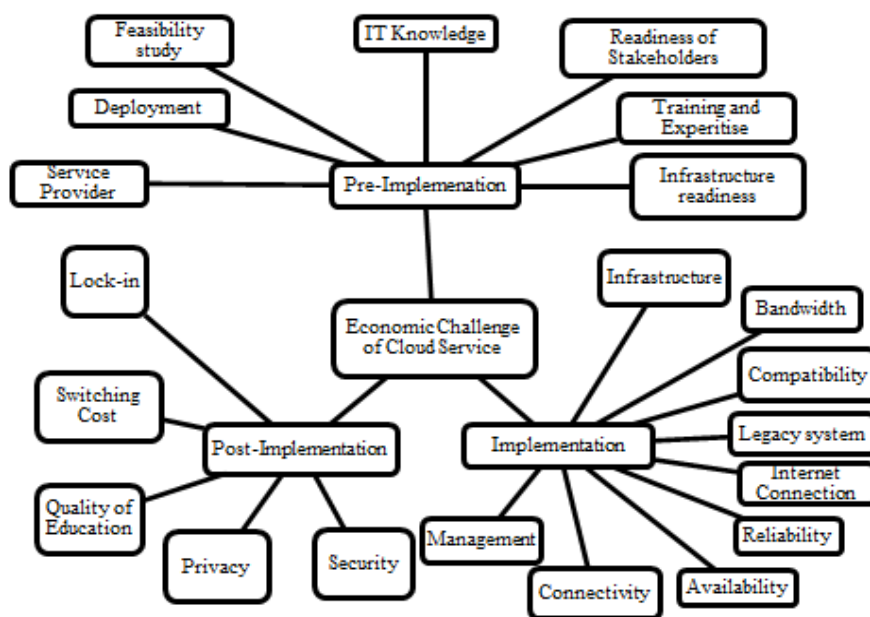 Feasibility
study
IT Knowledge
Readiness of
Stakeholders
Deployment
Training and
Experitise
Service
Provider
Pre-Implemenation
Infrastructure
readiness
Lock-in
Infrastructure
Bandwidth
Economic Challenge
of Cloud Service
Compatibility
Switching
Cost
Post-Implementation
Implementation
Legacy system
Internet
Connection
Quality of
Education
Privacy
Security
Management
Reliability
Connectivity
Availability